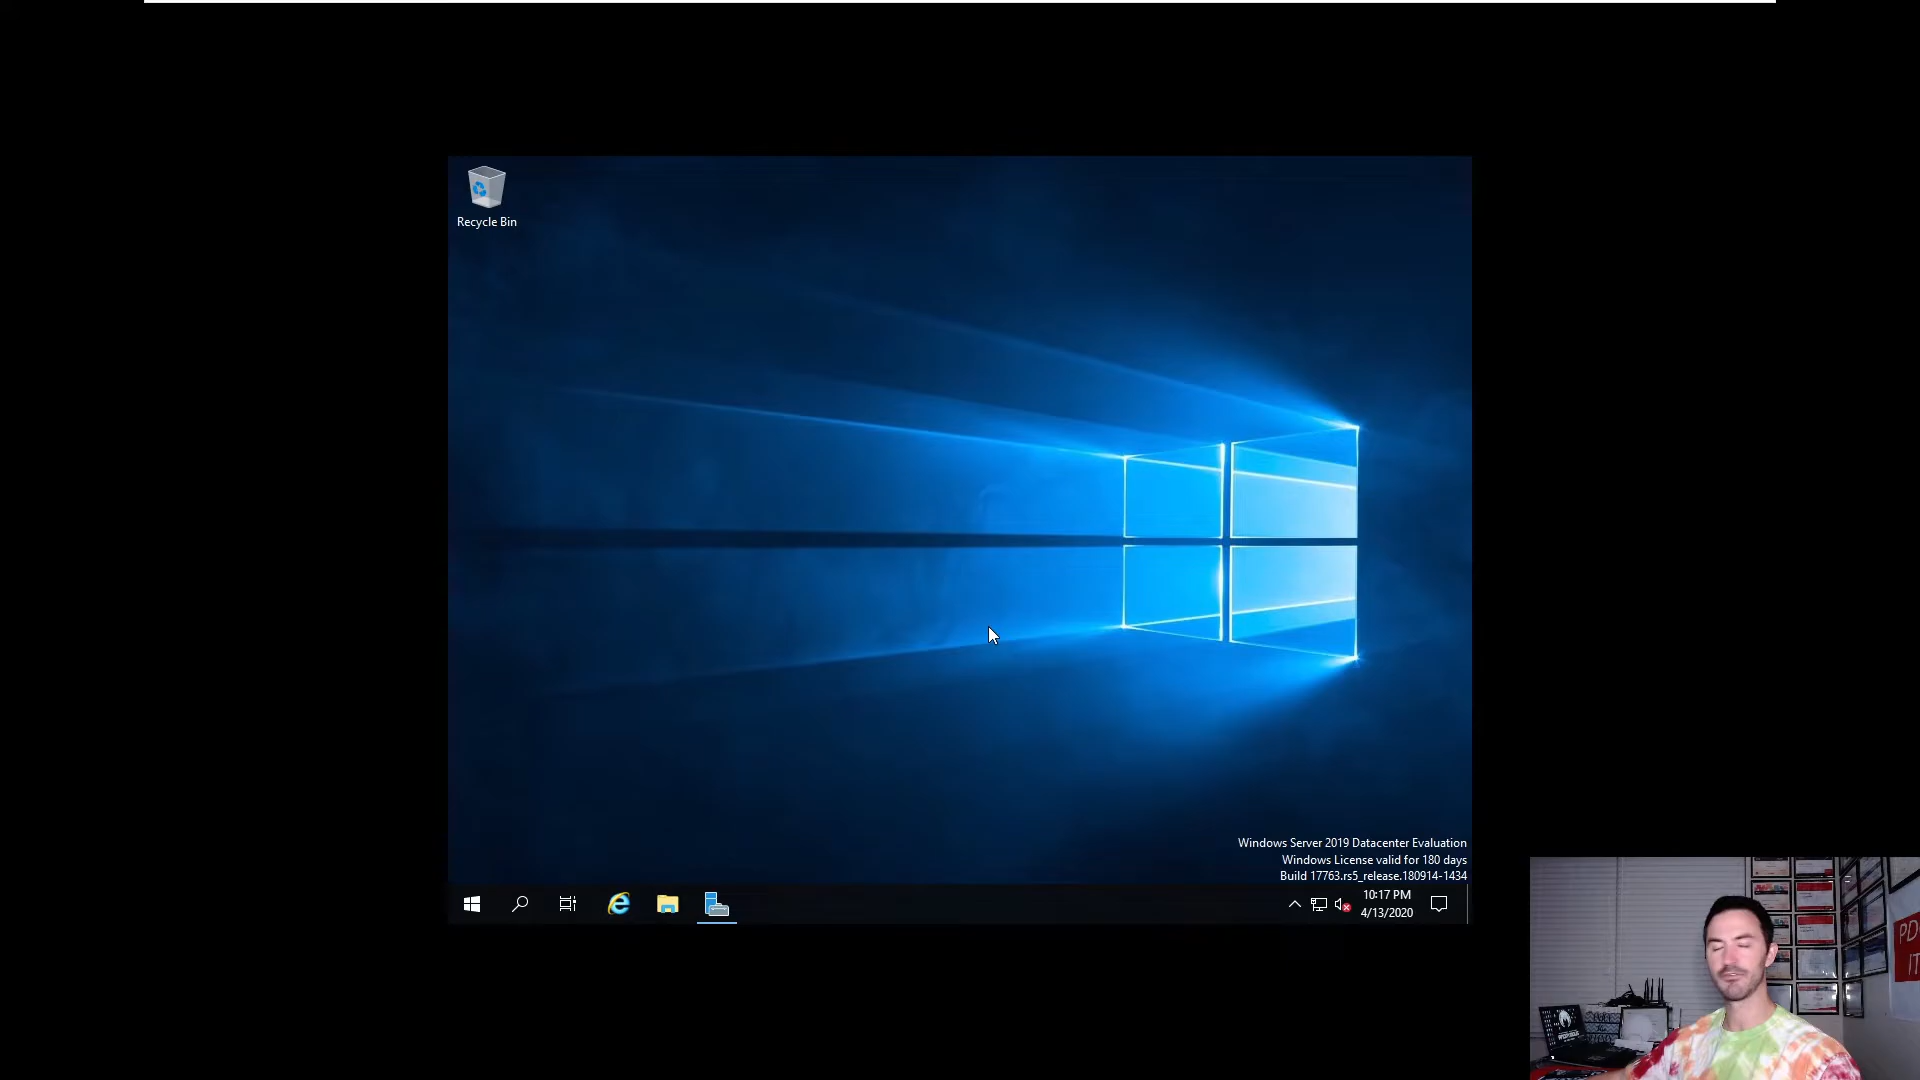 Recycle Bin
Windows Server 2019 Datacenter Evaluation
Windows License valid for 180 days
Build 17763.rs5_release.180914-1434
10:17 PM
4/13/2020
IT